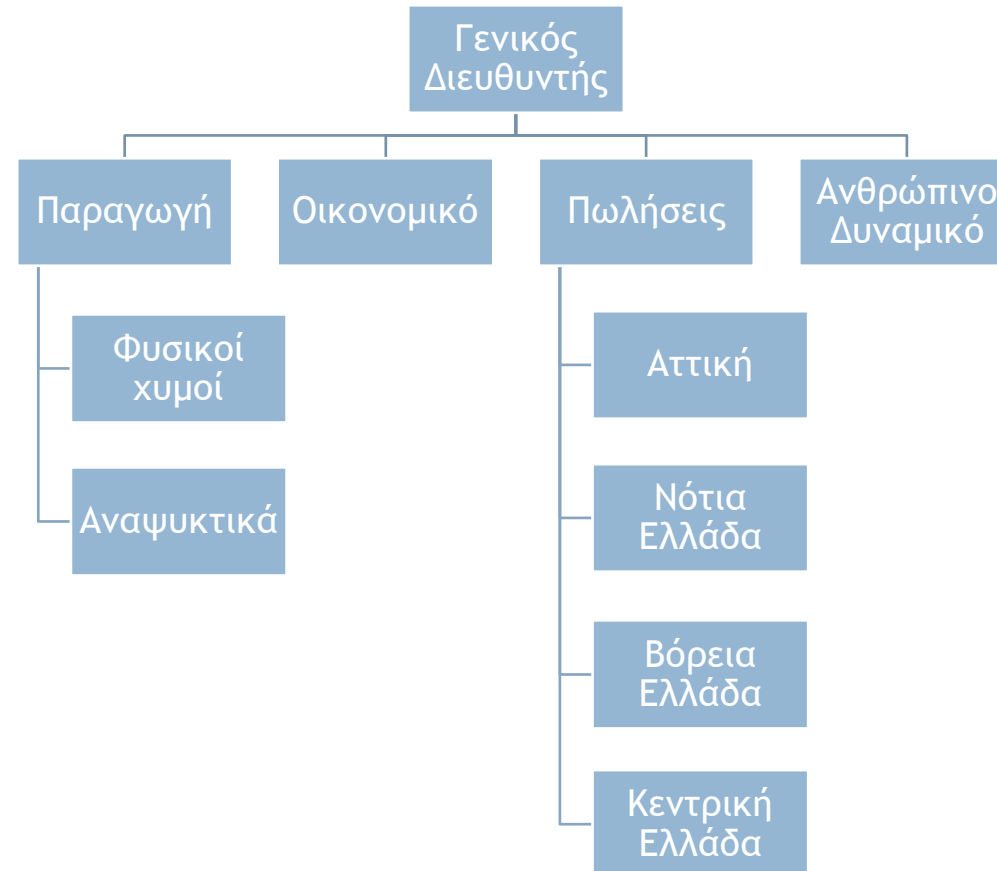 Γενικός
Διευθυντής
Παραγωγή
Οικονομικό
Πωλήσεις
Ανθρώπινο
Δυναμικό
Φυσικοί
χυμοί
Αναψυκτικά
Αττική
Νότια
Ελλάδα
Βόρεια
Ελλάδα
Κεντρική
Ελλάδα